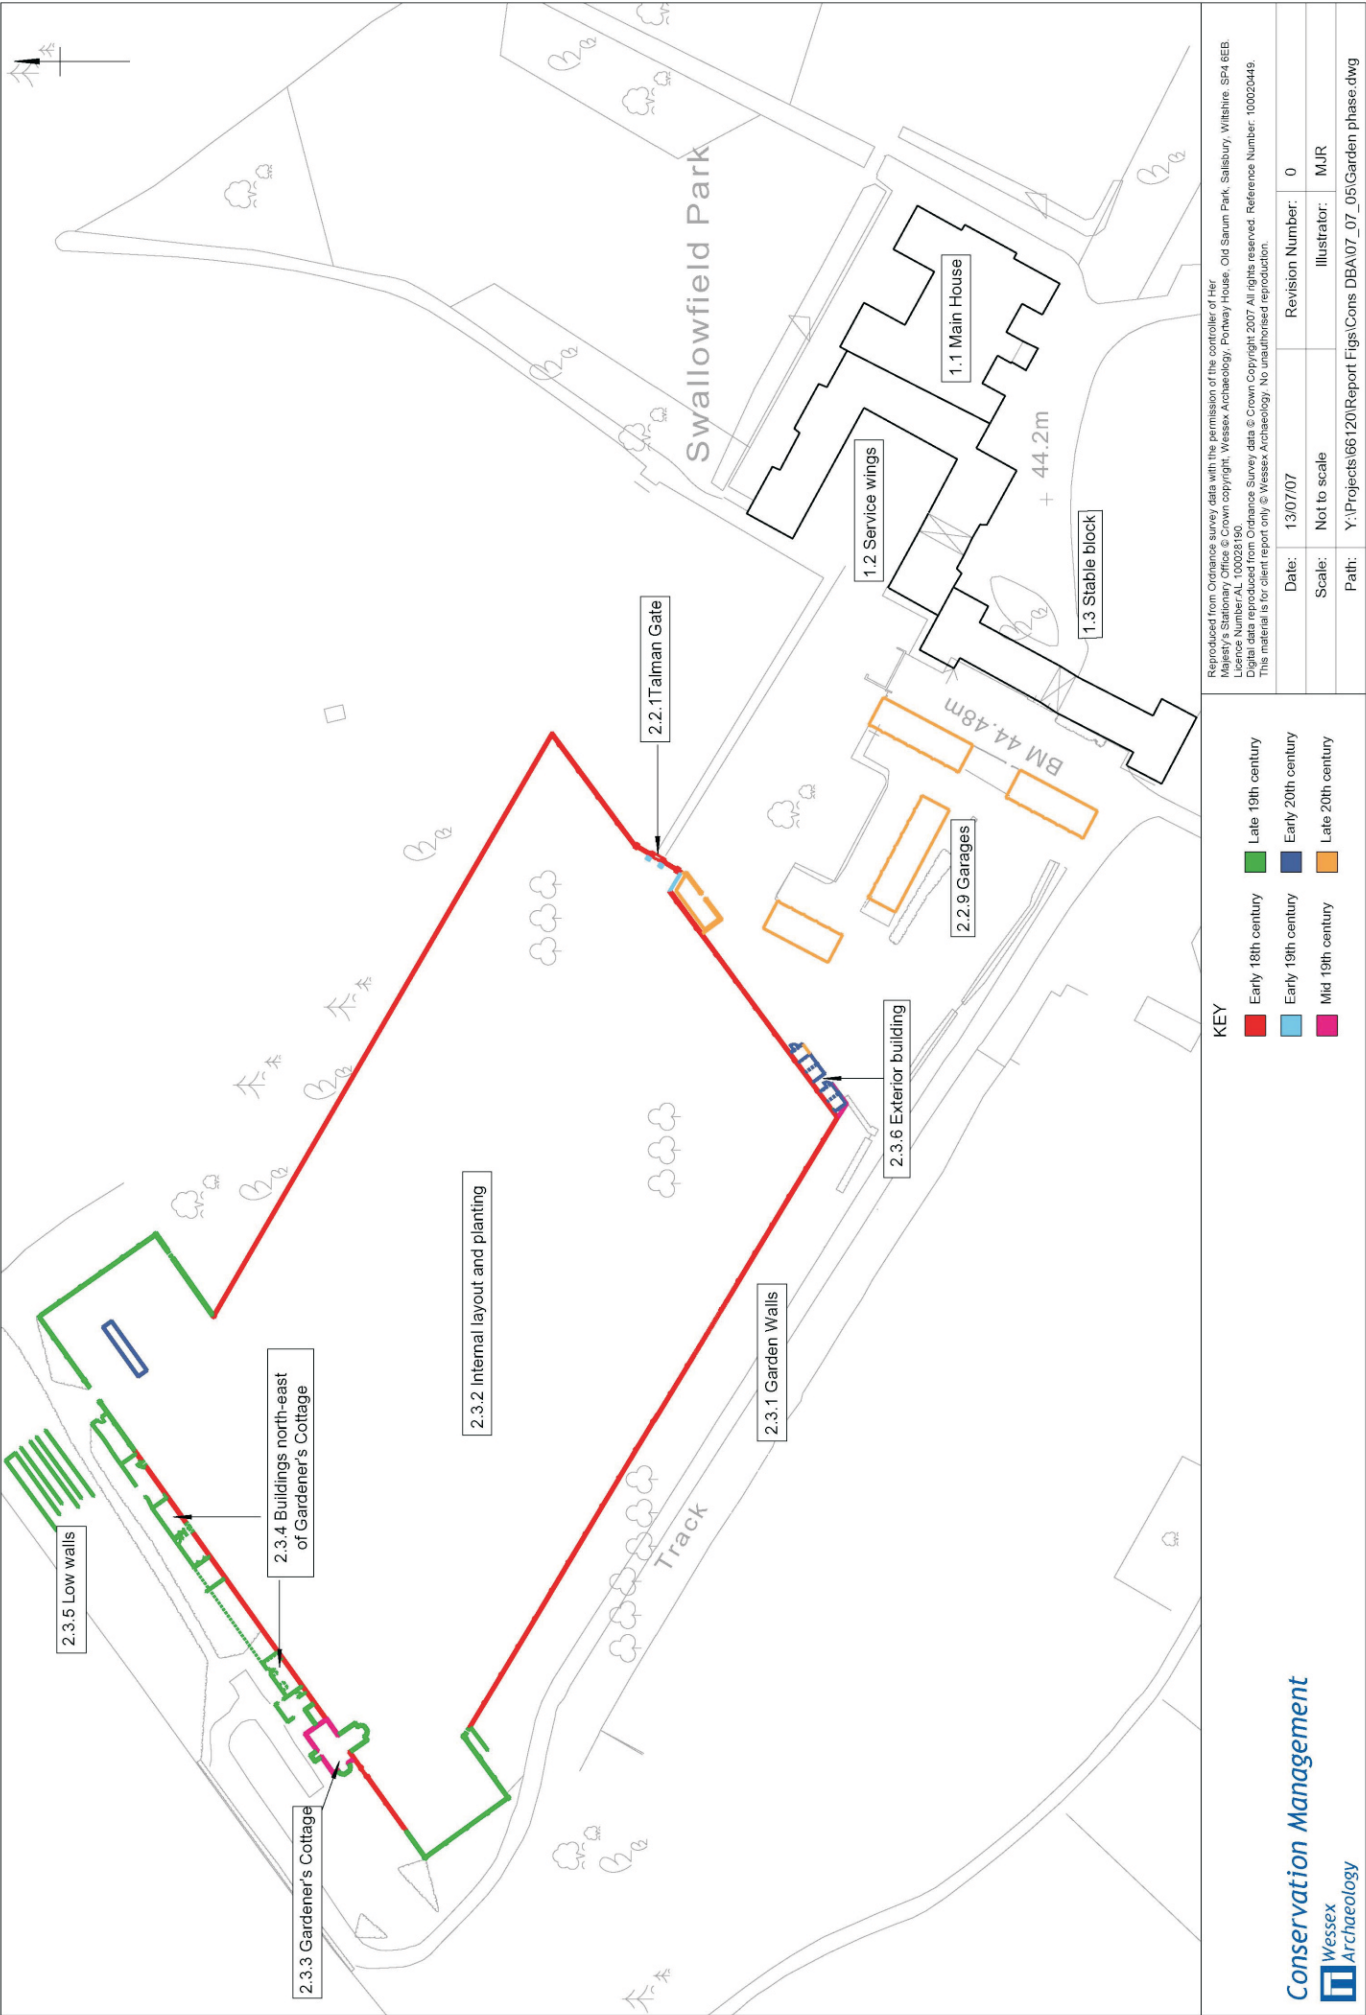 Swallowfield Park
1.1 Main House
1.2 Service wings
44.2m
1.3 Stable block
2.2.1Talman Gate
BM 44.48m
2.2.9 Garages
2.3.6 Exterior building
2.3.2 Internal layout and planting
2.3.1 Garden Walls
Track
2.3.4 Buildings north-east
of Gardener's Cottage
2.3.5 Low walls
2.3.3 Gardener's Cottage
KEY
Early 18th century
Early 19th century
Mid 19th century
Late 19th century
Early 20th century
Late 20th century
Conservation Management
Wessex
Archaeology
Reproduced from Ordnance survey data with the permission of the controller of Her
Majesty's Stationary Office © Crown copyright, Wessex Archaeology, Portway House, Old Sarum Park, Salisbury, Wiltshire. SP4 6EB.
Licence Number:AL 100028190.
Digital data reproduced from Ordnance Survey data © Crown Copyright 2007 All rights reserved. Reference Number: 100020449.
This material is for client report only © Wessex Archaeology. No unauthorised reproduction.
Date: 13/07/07 Revision Number: 0
Scale: Not to scale Illustrator: MJR
Path: Y:\Projects\66120\Report Figs\Cons DBA\07_07_05\Garden phase.dwg